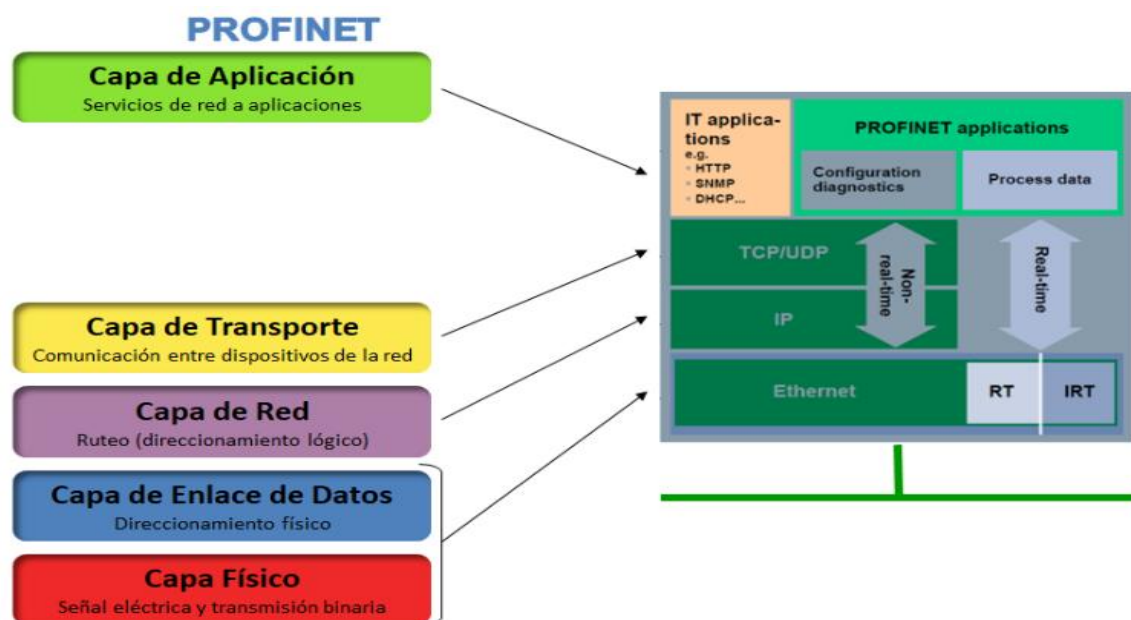 PROFINET
Capa de Aplicación
Servicios de red a aplicaciones
Capa de Transporte
Comunicación entre dispositivos de la red
Capa de Red
Ruteo (direccionamiento lógico)
Capa de Enlace de Datos
Direccionamiento físico
Capa Físico
Señal eléctrica y transmisión binaria
IT applica-
tions
e.g.
◦ HTTP
◦ SNMP
◦ DHCP...
PROFINET applications
Configuration
diagnostics
Process data
TCP/UDP
IP
Non-
real-time
Real-time
Ethernet
RT
IRT